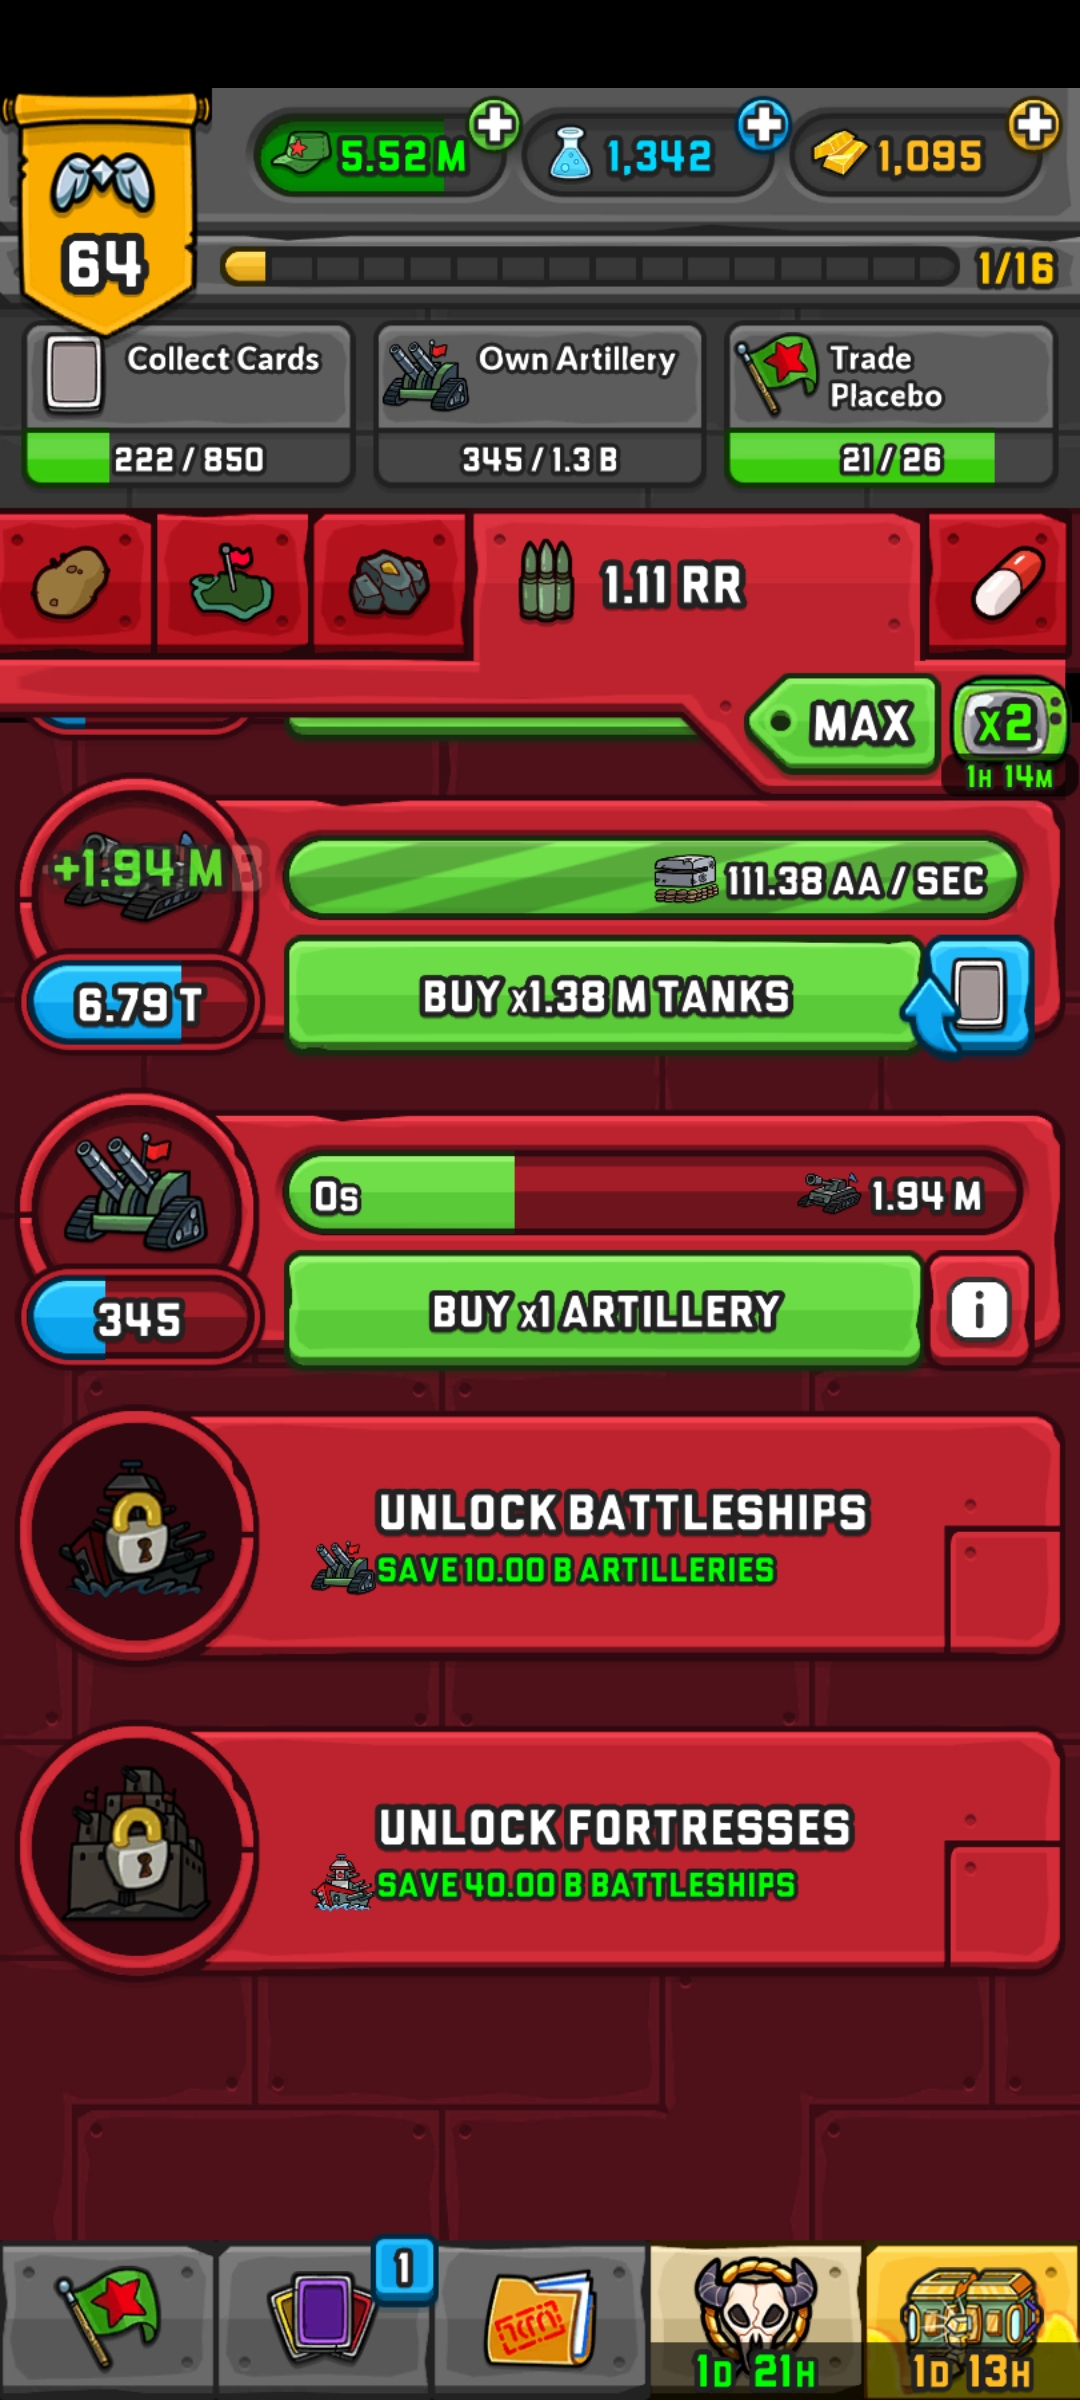 5.52 M
1,342
1,095
64
1/16
Collect Cards
222 / 850
Own Artillery
345 / 1.3 B
Trade
Placebo
21 / 26
1.11 RR
MAX
x2
1H 14M
+1.94 M
111.38 AA / SEC
6.79 T
BUY x1.38 M TANKS
0s
1.94 M
345
BUY x1 ARTILLERY
i
UNLOCK BATTLESHIPS
SAVE 10.00 B ARTILLERIES
UNLOCK FORTRESSES
SAVE 40.00 B BATTLESHIPS
1
1D 21H
1D 13H